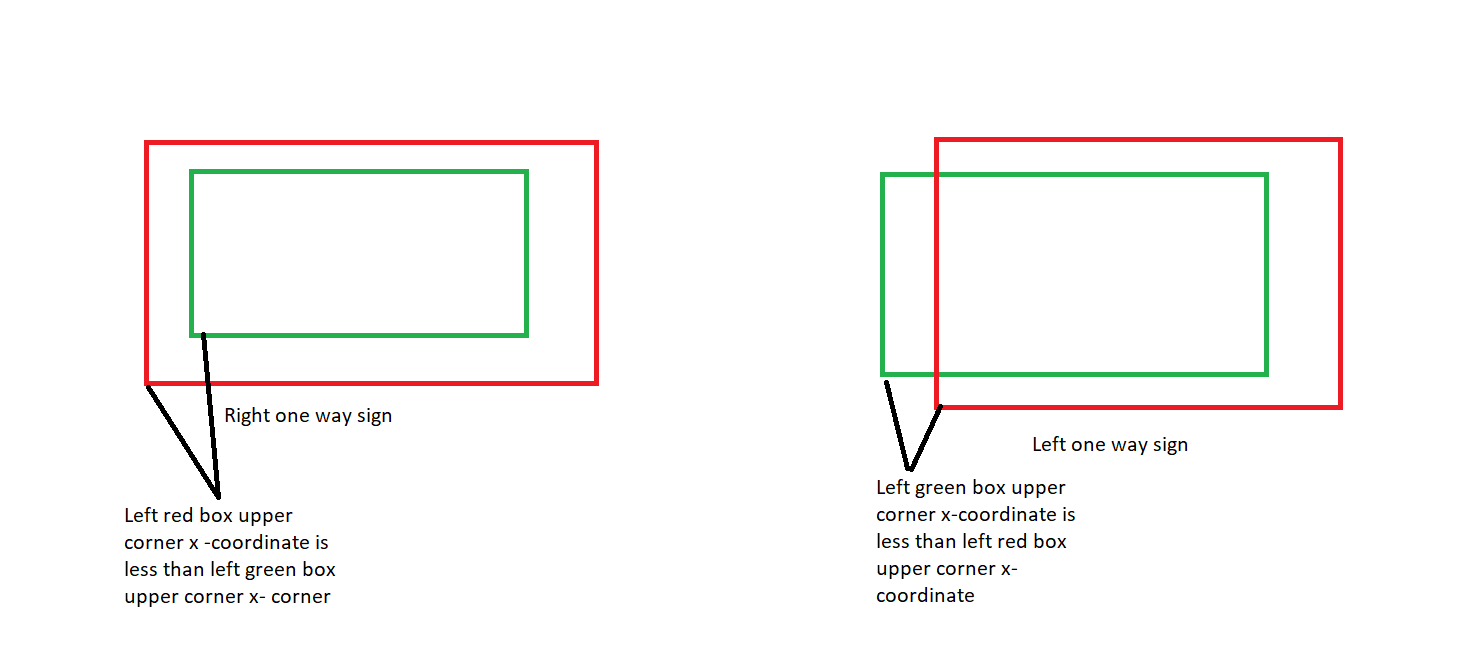 Right one way sign
Left red box upper
corner x -coordinate is
less than left green box
upper corner x- corner
Left one way sign
Left green box upper
corner x-coordinate is
less than left red box
upper corner x-
coordinate